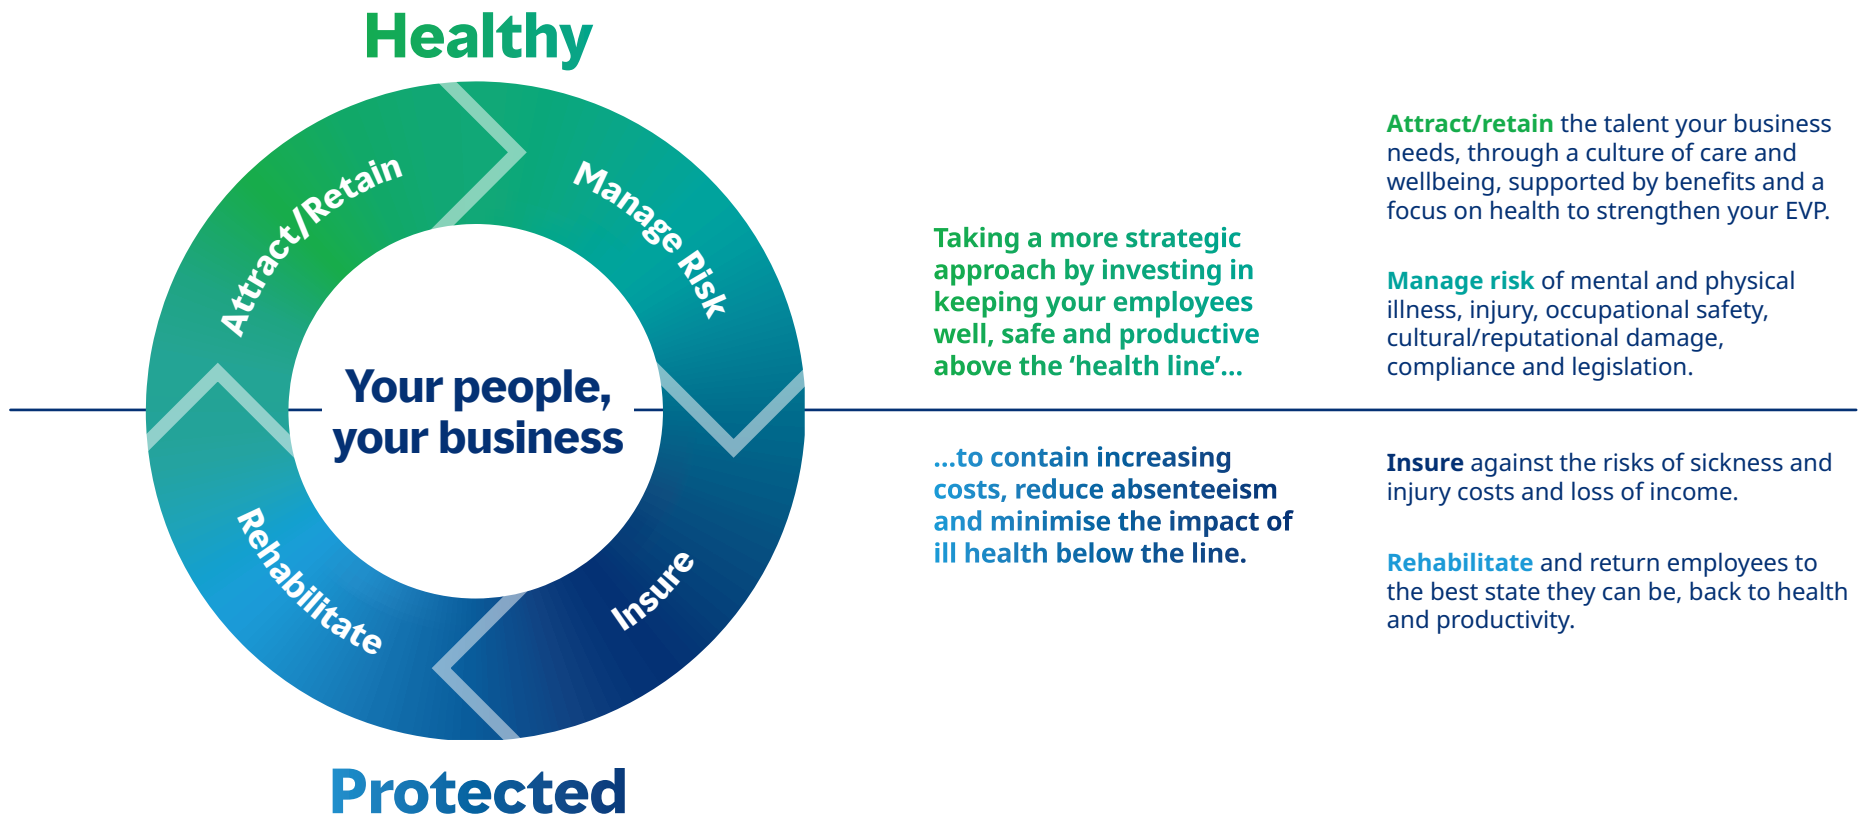 Healthy
Attract/Retain
Manage Risk
Your people,
your business
Rehabilitate
Insure
Protected
Taking a more strategic
approach by investing in
keeping your employees
well, safe and productive
above the ‘health line’...
...to contain increasing
costs, reduce absenteeism
and minimise the impact of
ill health below the line.
Attract/retain the talent your business
needs, through a culture of care and
wellbeing, supported by benefits and a
focus on health to strengthen your EVP.
Manage risk of mental and physical
illness, injury, occupational safety,
cultural/reputational damage,
compliance and legislation.
Insure against the risks of sickness and
injury costs and loss of income.
Rehabilitate and return employees to
the best state they can be, back to health
and productivity.